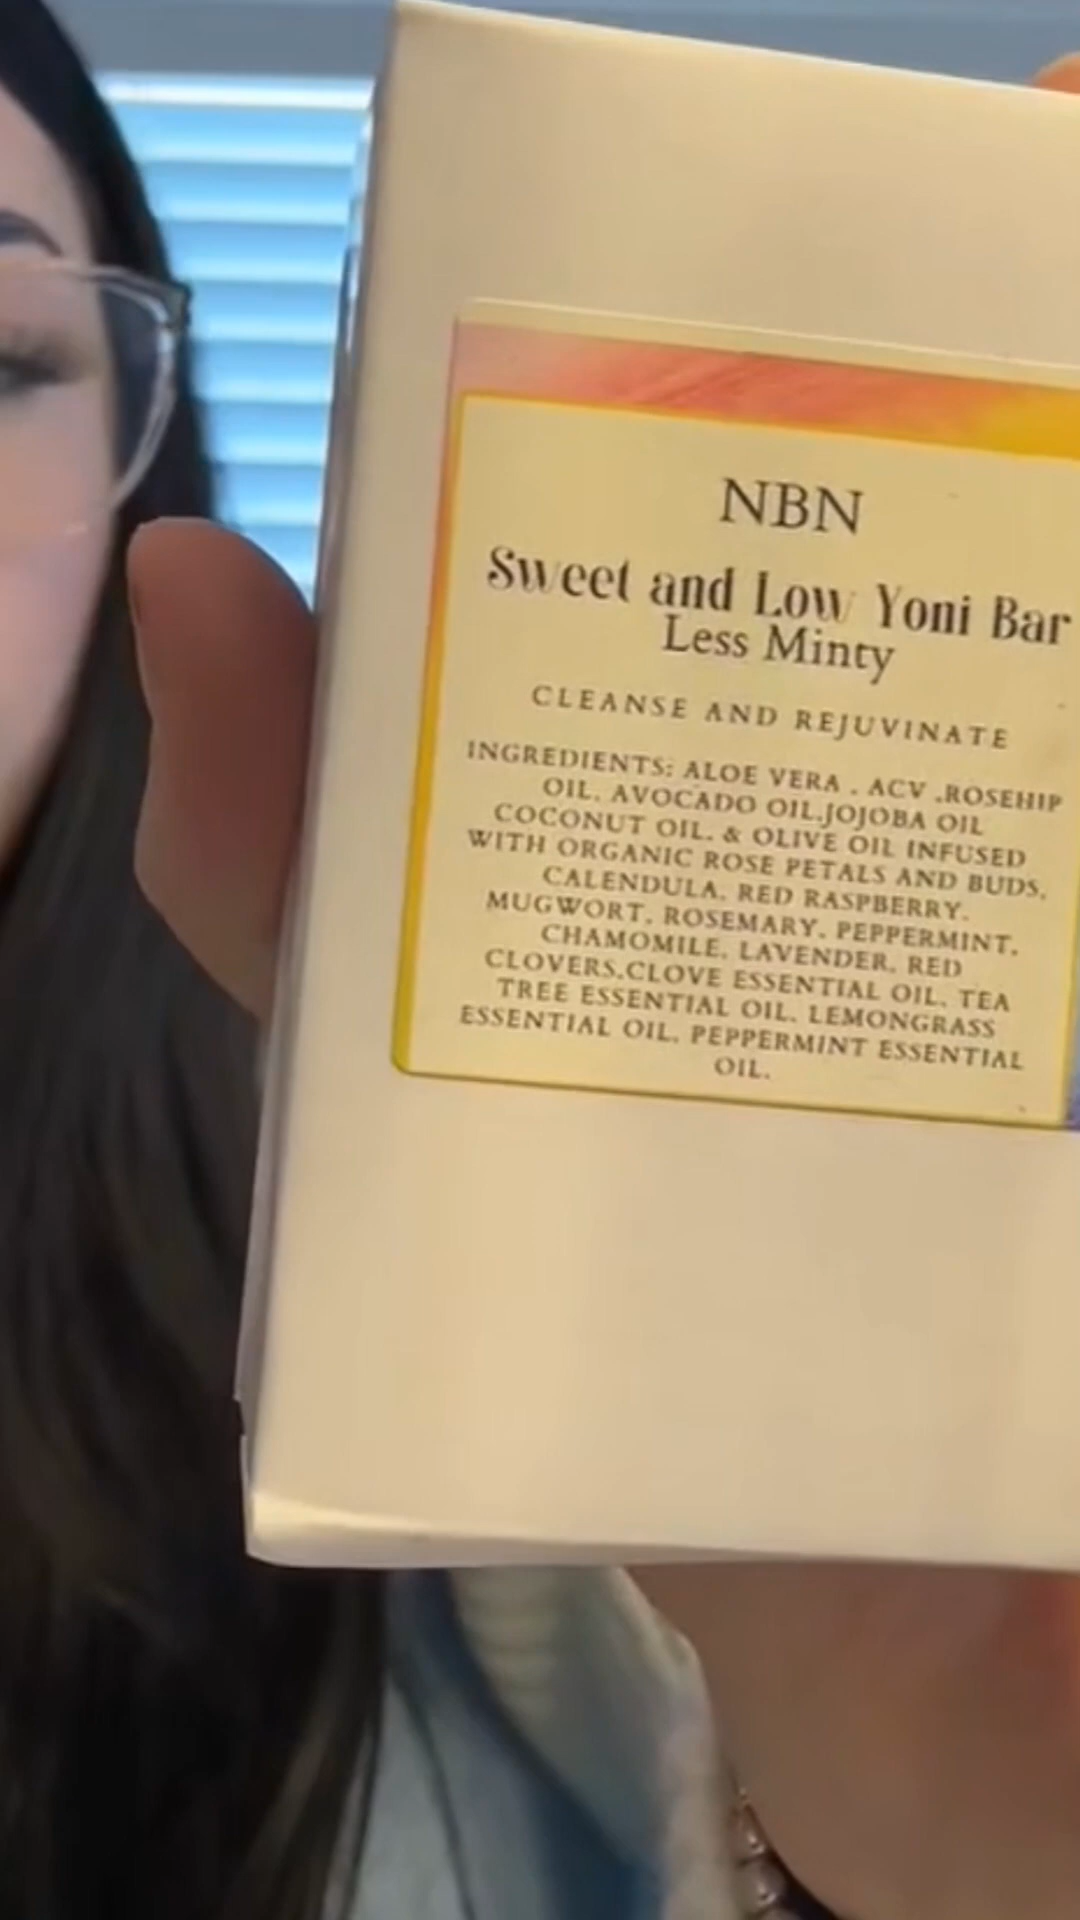 NBN
Sweet and Low Yoni Bar
Less Minty
CLEANSE AND REJUVINATE
INGREDIENTS: ALOE VERA . ACV .ROSEHIP
OIL. AVOCADO OIL.JOJOBA OIL
COCONUT OIL. & OLIVE OIL INFUSED
WITH ORGANIC ROSE PETALS AND BUDS.
CALENDULA. RED RASPBERRY.
MUGWORT. ROSEMARY. PEPPERMINT.
CHAMOMILE. LAVENDER. RED
CLOVERS.CLOVE ESSENTIAL OIL. TEA
TREE ESSENTIAL OIL. LEMONGRASS
ESSENTIAL OIL. PEPPERMINT ESSENTIAL
OIL.